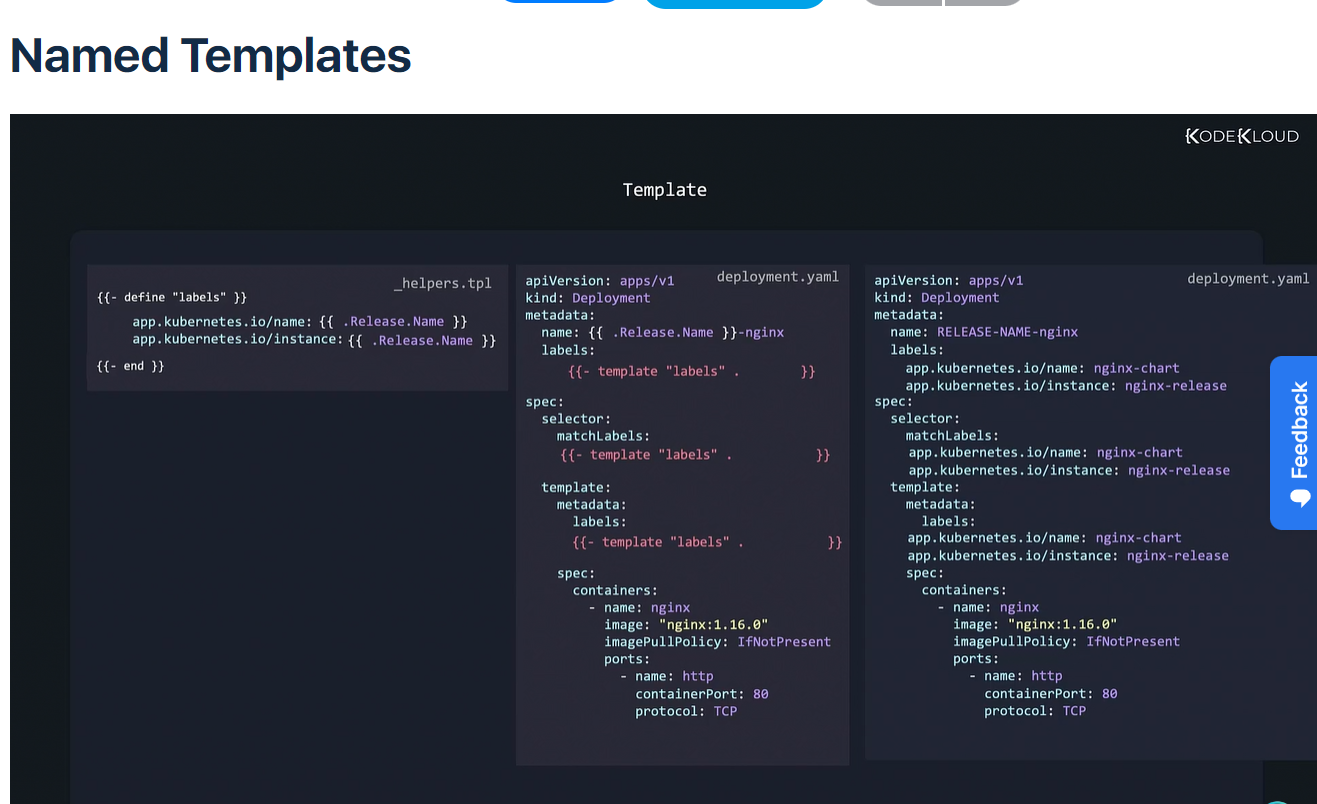 Named Templates
KODEKLOUD
Template
_helpers.tpl
{{- define "labels" }}
app.kubernetes.io/name: {{ .Release.Name }}
app.kubernetes.io/instance: {{ .Release.Name }}
{{- end }}
deployment.yaml
apiVersion: apps/v1
kind: Deployment
metadata:
name: {{ .Release.Name }}-nginx
labels:
{{- template "labels" . }}
spec:
selector:
matchLabels:
{{- template "labels" . }}
template:
metadata:
labels:
{{- template "labels" . }}
spec:
containers:
- name: nginx
image: "nginx:1.16.0"
imagePullPolicy: IfNotPresent
ports:
- name: http
containerPort: 80
protocol: TCP
deployment.yaml
apiVersion: apps/v1
kind: Deployment
metadata:
name: RELEASE-NAME-nginx
labels:
app.kubernetes.io/name: nginx-chart
app.kubernetes.io/instance: nginx-release
spec:
selector:
matchLabels:
app.kubernetes.io/name: nginx-chart
app.kubernetes.io/instance: nginx-release
template:
metadata:
labels:
app.kubernetes.io/name: nginx-chart
app.kubernetes.io/instance: nginx-release
spec:
containers:
- name: nginx
image: "nginx:1.16.0"
imagePullPolicy: IfNotPresent
ports:
- name: http
containerPort: 80
protocol: TCP
Feedback